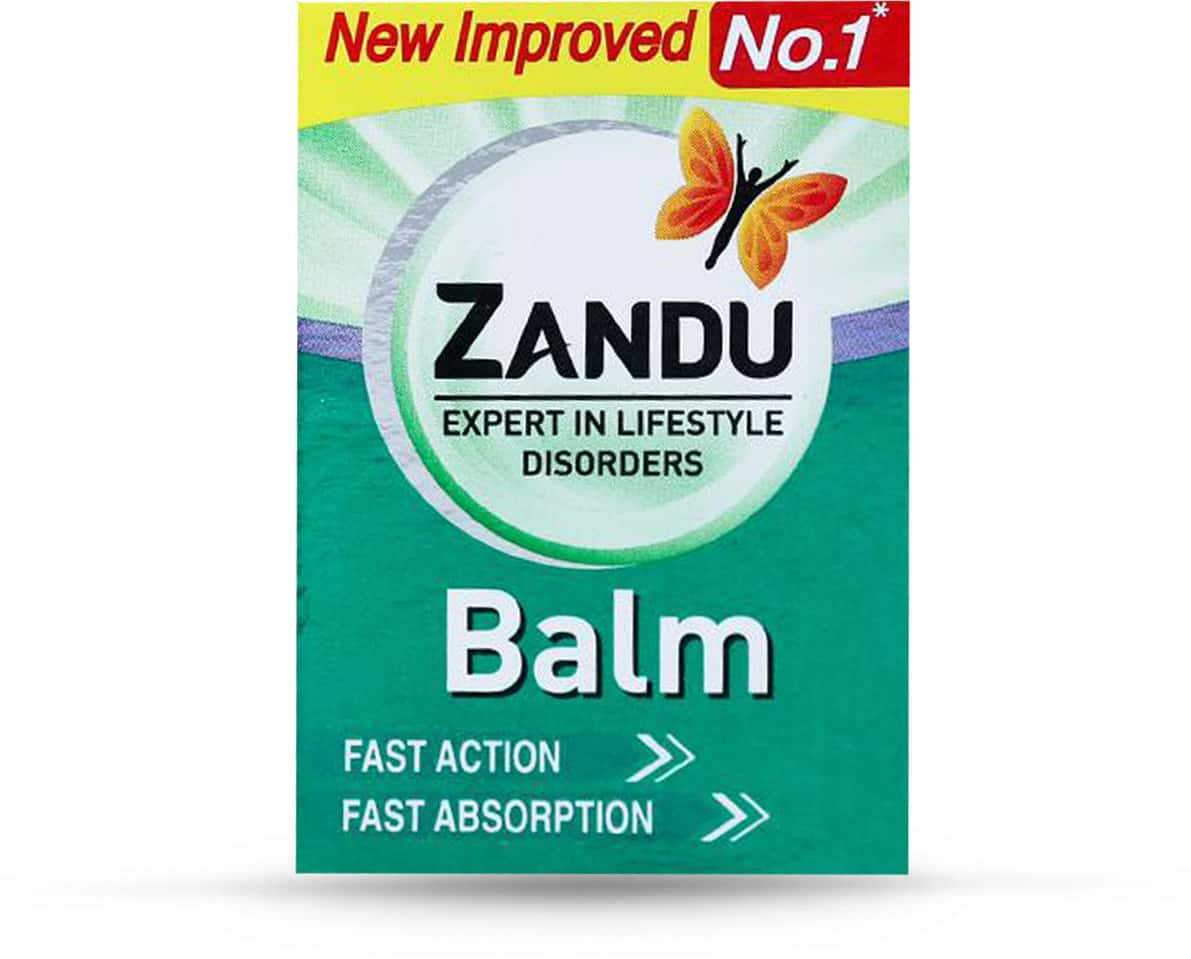 New Improved No.1*
ZANDU
EXPERT IN LIFESTYLE
DISORDERS
Balm
FAST ACTION
FAST ABSORPTION